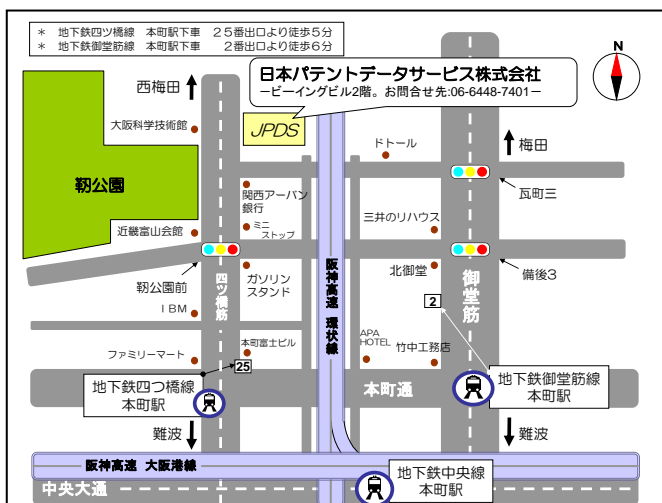 ＊ 地下鉄四ツ橋線 本町駅下車 ２５番出口より徒歩５分
＊ 地下鉄御堂筋線 本町駅下車 ２番出口より徒歩６分
N
日本パテントデータサービス株式会社
－ビーイングビル2階。お問合せ先:06-6448-7401－
西梅田
大阪科学技術館
JPDS
ドトール
梅田
靭公園
関西アーバン
銀行
瓦町三
ミニ
ストップ
三井のリハウス
近畿富山会館
靭公園前
ガソリン
スタンド
四ツ橋筋
阪神高速 環状線
北御堂
御堂筋
備後3
2
ＩＢＭ
本町富士ビル
APA
HOTEL
竹中工務店
ファミリーマート
25
地下鉄四つ橋線
本町駅
本町通
地下鉄御堂筋線
本町駅
難波
難波
阪神高速 大阪港線
中央大通
地下鉄中央線
本町駅